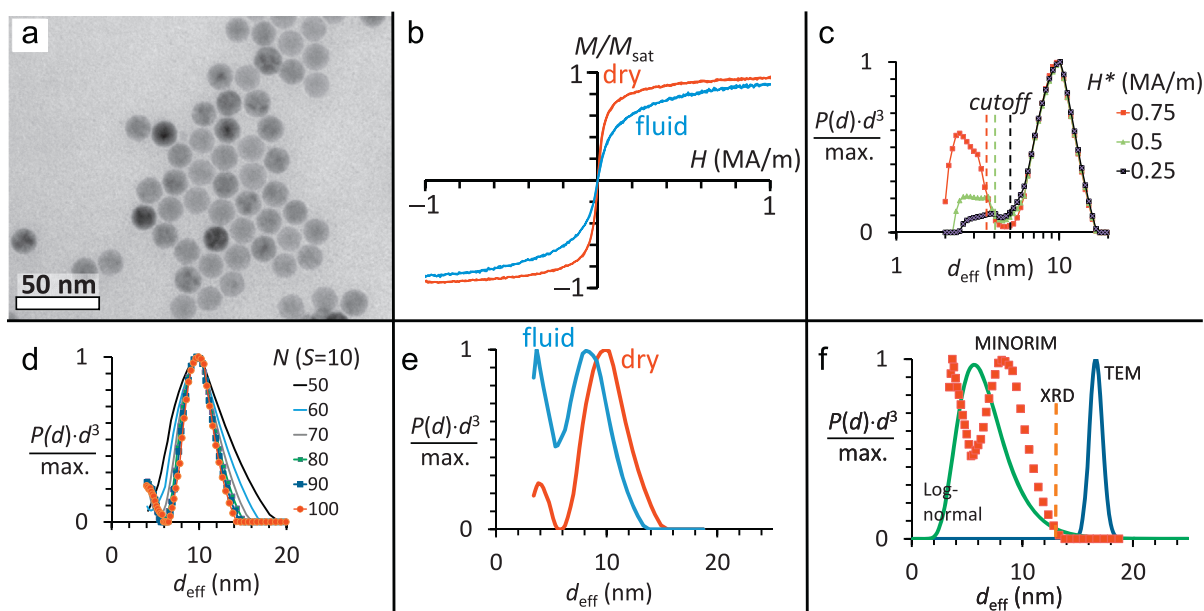 a
50 nm
b
M/Msat
1
dry
fluid
H (MA/m)
−1
1
−1
c
1
H* (MA/m)
cutoff
0.75
P(d)·d³
0.5
max.
0.25
0
1
10
deff (nm)
d
N (S=10)
1
50
60
70
P(d)·d³
80
max.
90
100
0
0
10
20
deff (nm)
e
fluid
1
dry
P(d)·d³
max.
0
0
10
20
deff (nm)
f
MINORIM
1
TEM
XRD
P(d)·d³
max.
Log-
normal
0
0
10
20
deff (nm)